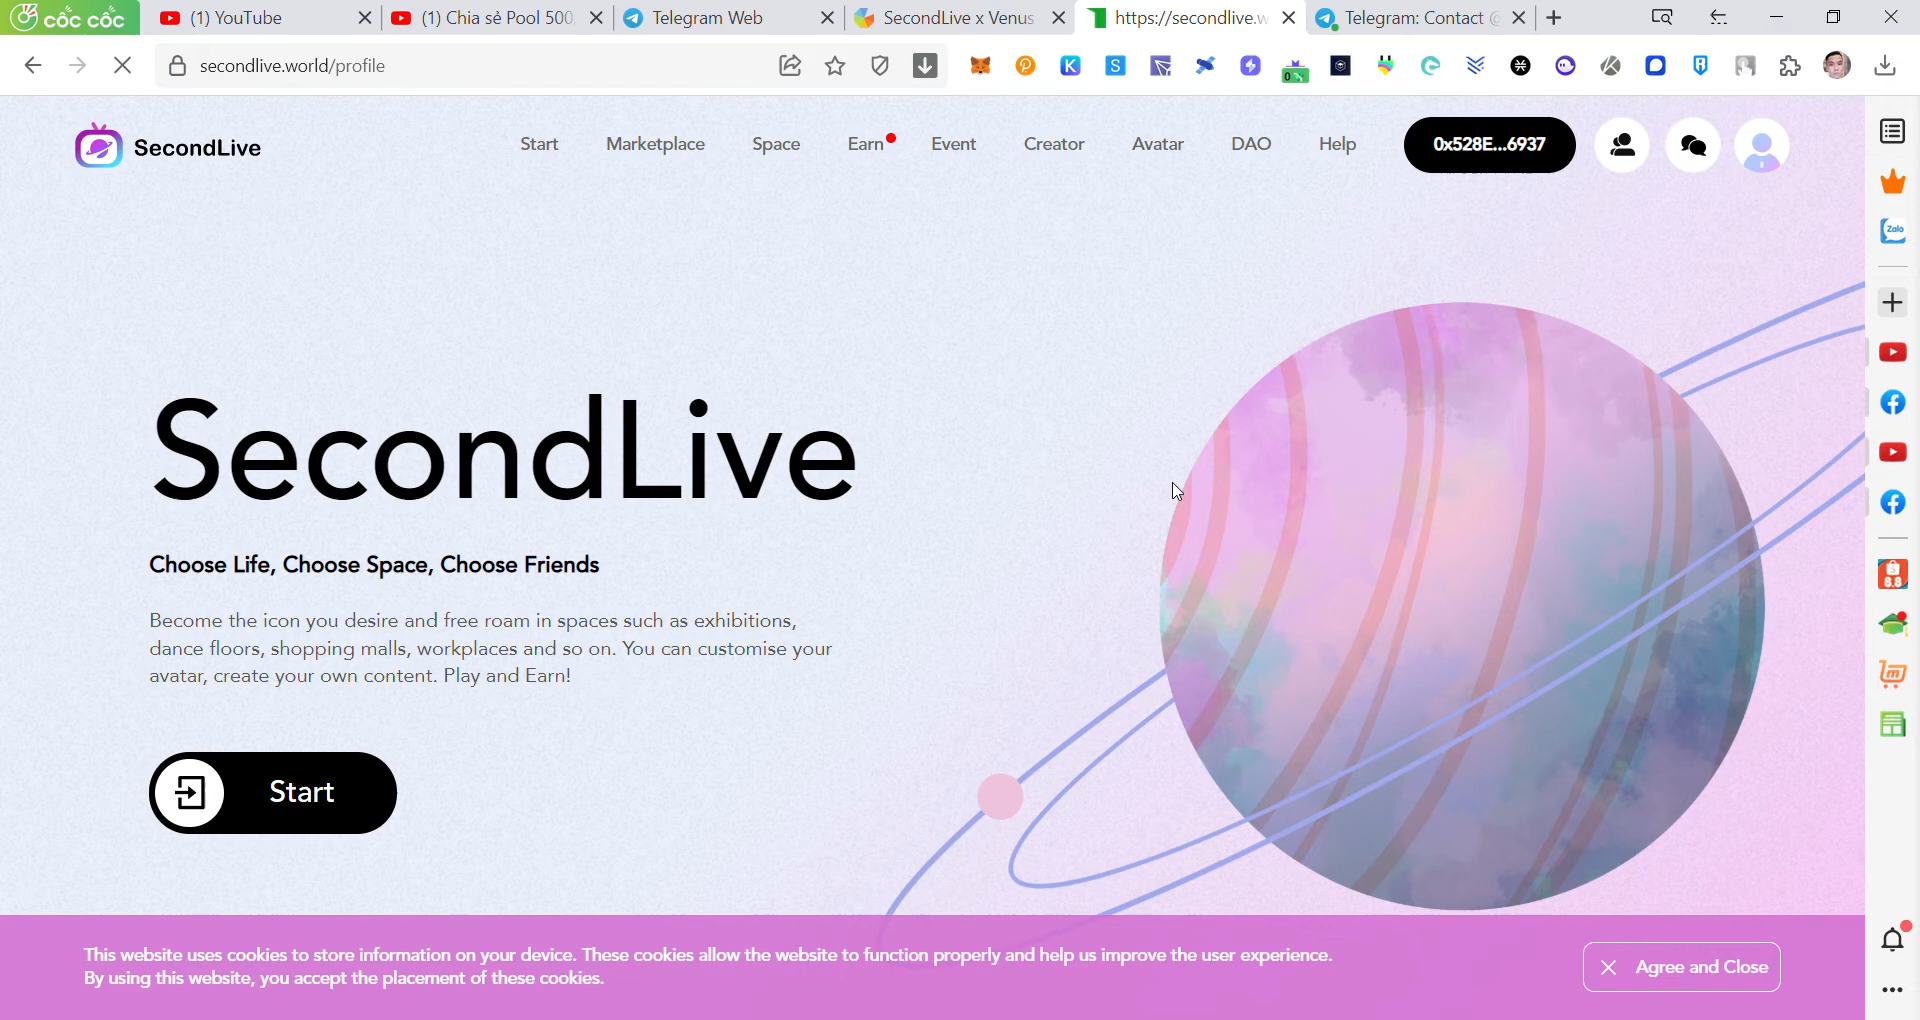 cốc cốc
(1) YouTube
(1) Chia sẻ Pool 500
Telegram Web
SecondLive x Venus
https://secondlive.w
Telegram: Contact @
secondlive.world/profile
SecondLive
Start
Marketplace
Space
Earn
Event
Creator
Avatar
DAO
Help
0x528E...6937
Zalo
SecondLive
Choose Life, Choose Space, Choose Friends
Become the icon you desire and free roam in spaces such as exhibitions,
dance floors, shopping malls, workplaces and so on. You can customise your
avatar, create your own content. Play and Earn!
Start
8.8
This website uses cookies to store information on your device. These cookies allow the website to function properly and help us improve the user experience.
By using this website, you accept the placement of these cookies.
Agree and Close